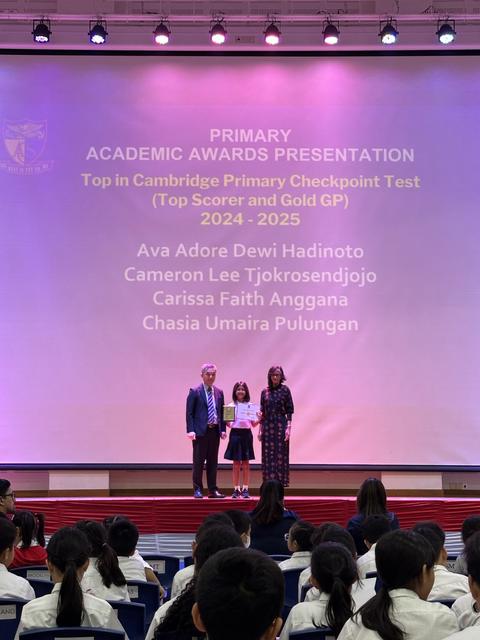 PRIMARY
ACADEMIC AWARDS PRESENTATION
Top in Cambridge Primary Checkpoint Test
(Top Scorer and Gold GP)
2024 - 2025
Ava Adore Dewi Hadinoto
Cameron Lee Tjokrosendjojo
Carissa Faith Anggana
Chasia Umaira Pulungan